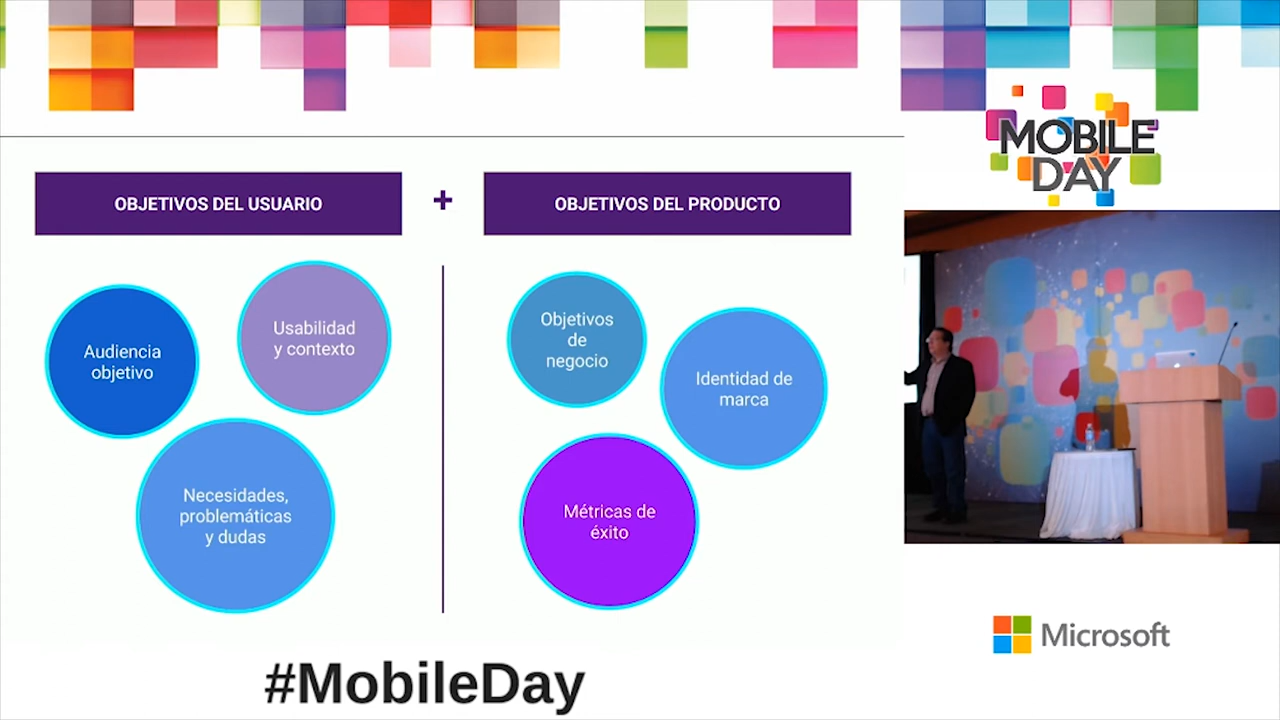 OBJETIVOS DEL USUARIO
+
OBJETIVOS DEL PRODUCTO
Audiencia
objetivo
Usabilidad
y contexto
Necesidades,
problemáticas
y dudas
Objetivos
de
negocio
Identidad de
marca
Métricas de
éxito
MOBILE
DAY
Microsoft
#MobileDay